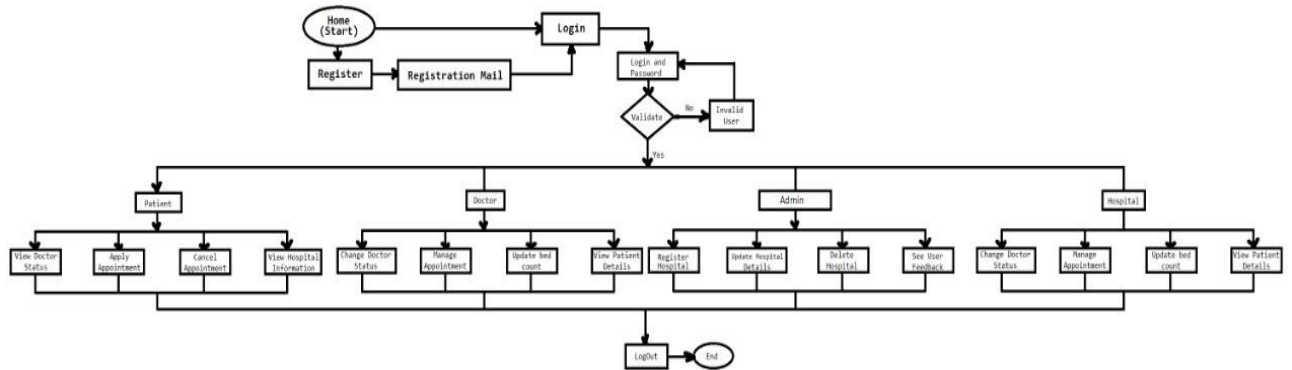 Home
(Start)
Login
Register
Registration Mail
Login and
Password
Validate
No
Invalid
User
Yes
Patient
Doctor
Admin
Hospital
View Doctor
Status
Apply
Appointment
Cancel
Appointment
View Hospital
Information
Change Doctor
Status
Manage
Appointment
Update bed
count
View Patient
Details
Register
Hospital
Update Hospital
Details
Delete
Hospital
See User
Feedback
Change Doctor
Status
Manage
Appointment
Update bed
count
View Patient
Details
LogOut
End